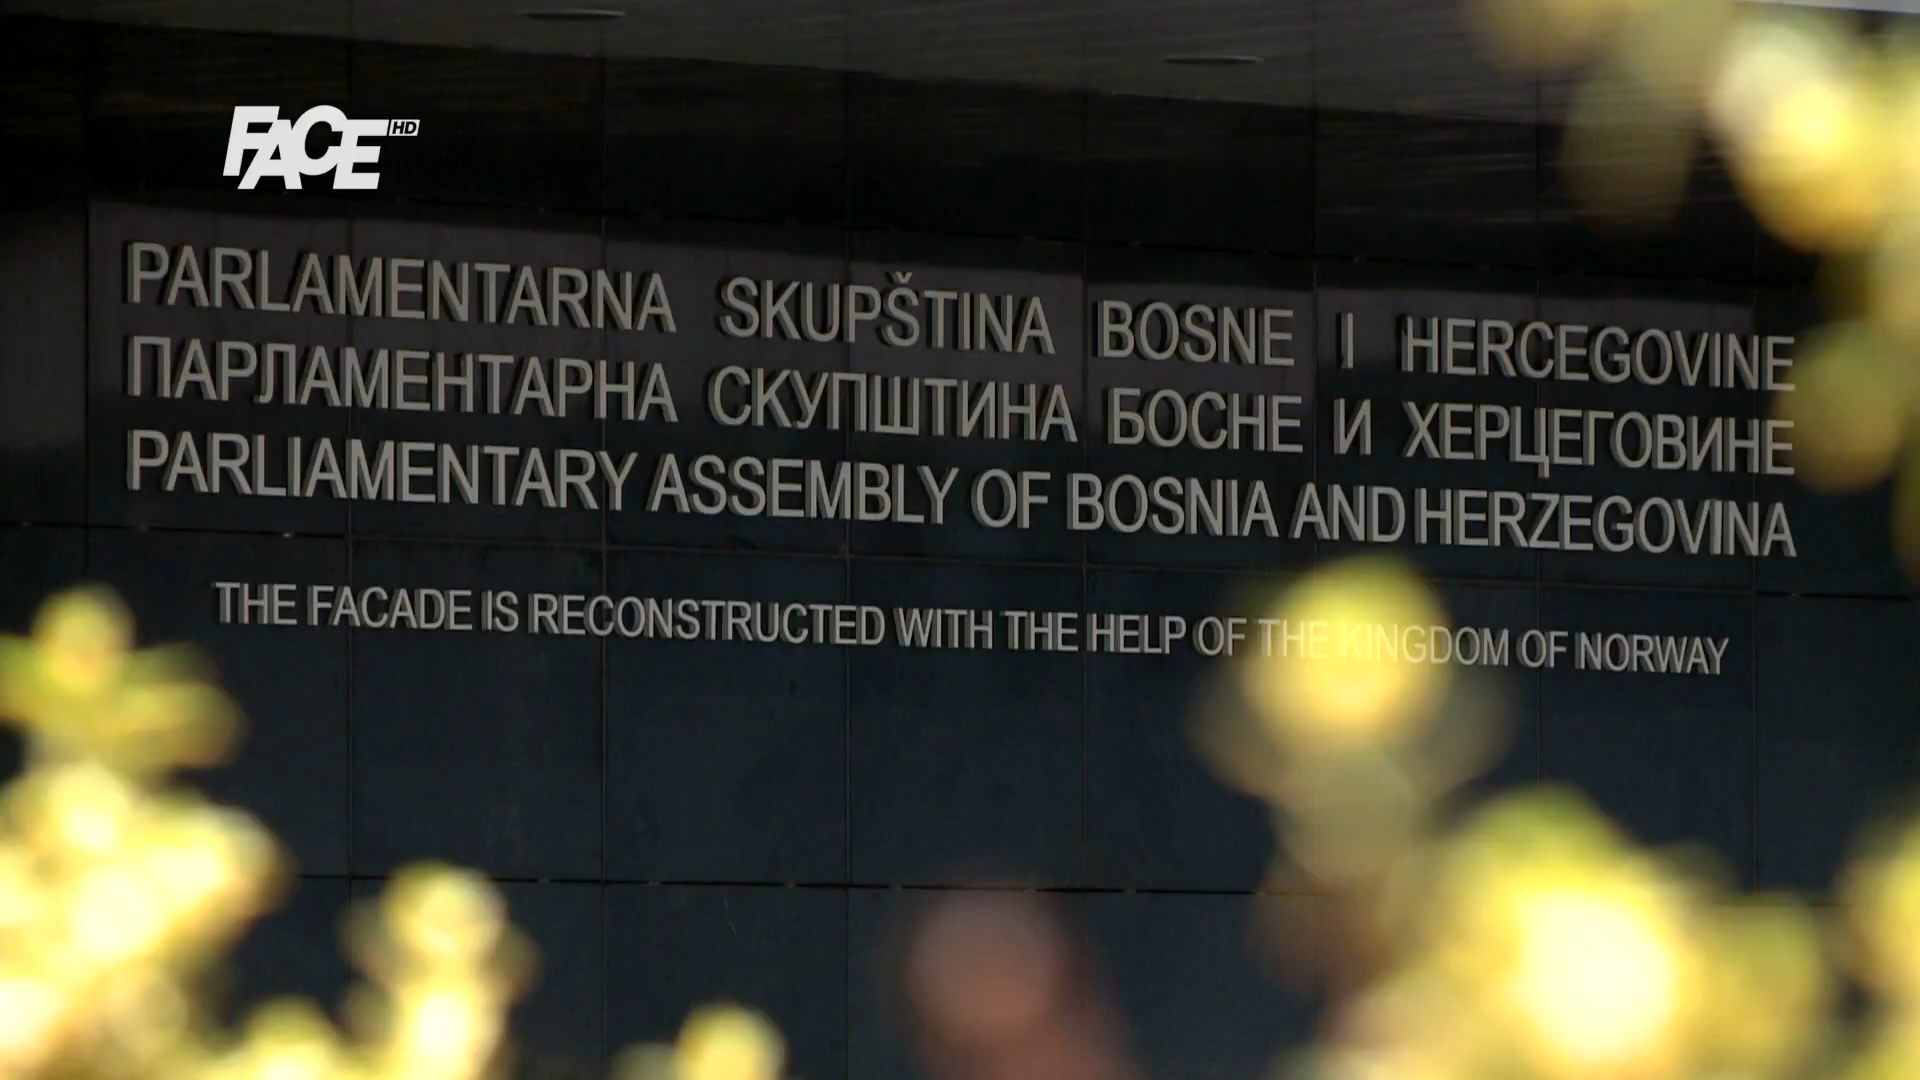 FACE HD
PARLAMENTARNA SKUPŠTINA BOSNE I HERCEGOVINE
ПАРЛАМЕНТАРНА СКУПШТИНА БОСНЕ И ХЕРЦЕГОВИНЕ
PARLIAMENTARY ASSEMBLY OF BOSNIA AND HERZEGOVINA
THE FACADE IS RECONSTRUCTED WITH THE HELP OF THE KINGDOM OF NORWAY